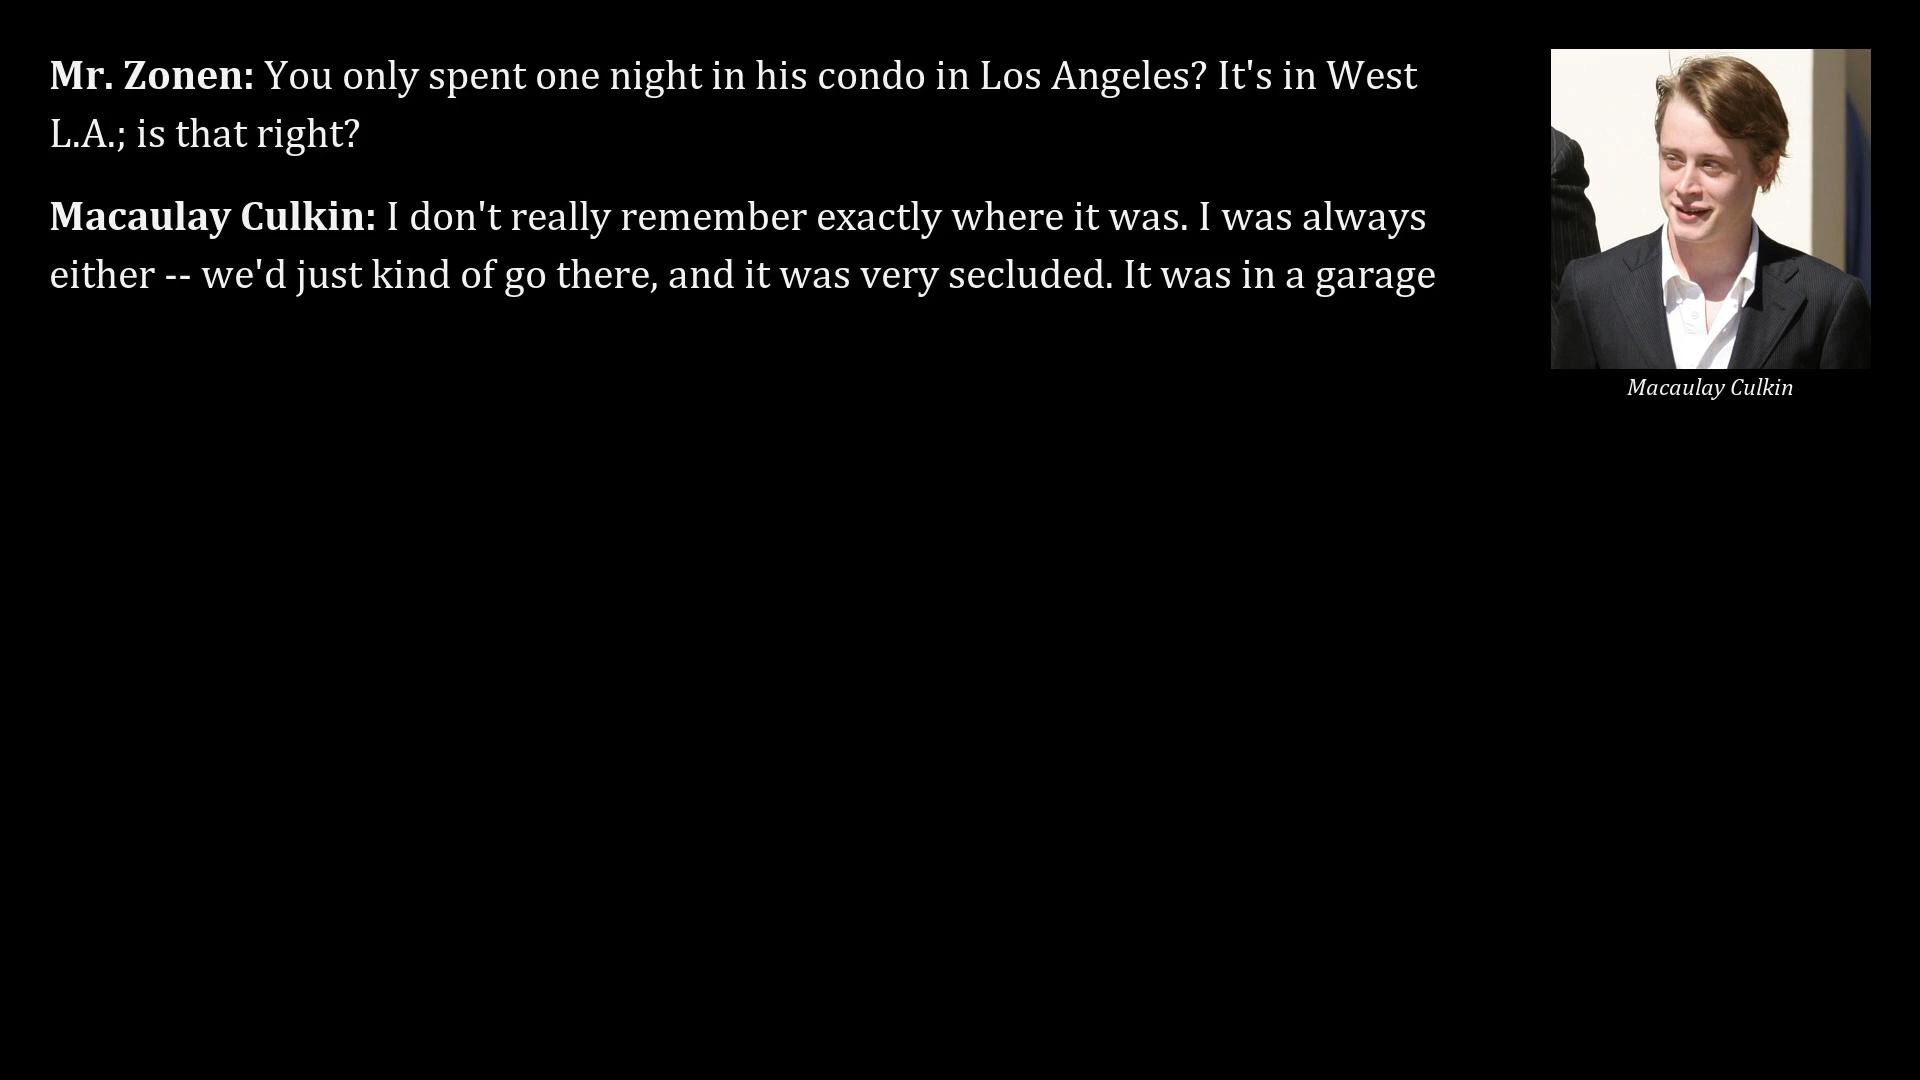 Mr. Zonen: You only spent one night in his condo in Los Angeles? It's in West
L.A.; is that right?
Macaulay Culkin: I don't really remember exactly where it was. I was always
either -- we'd just kind of go there, and it was very secluded. It was in a garage
Macaulay Culkin